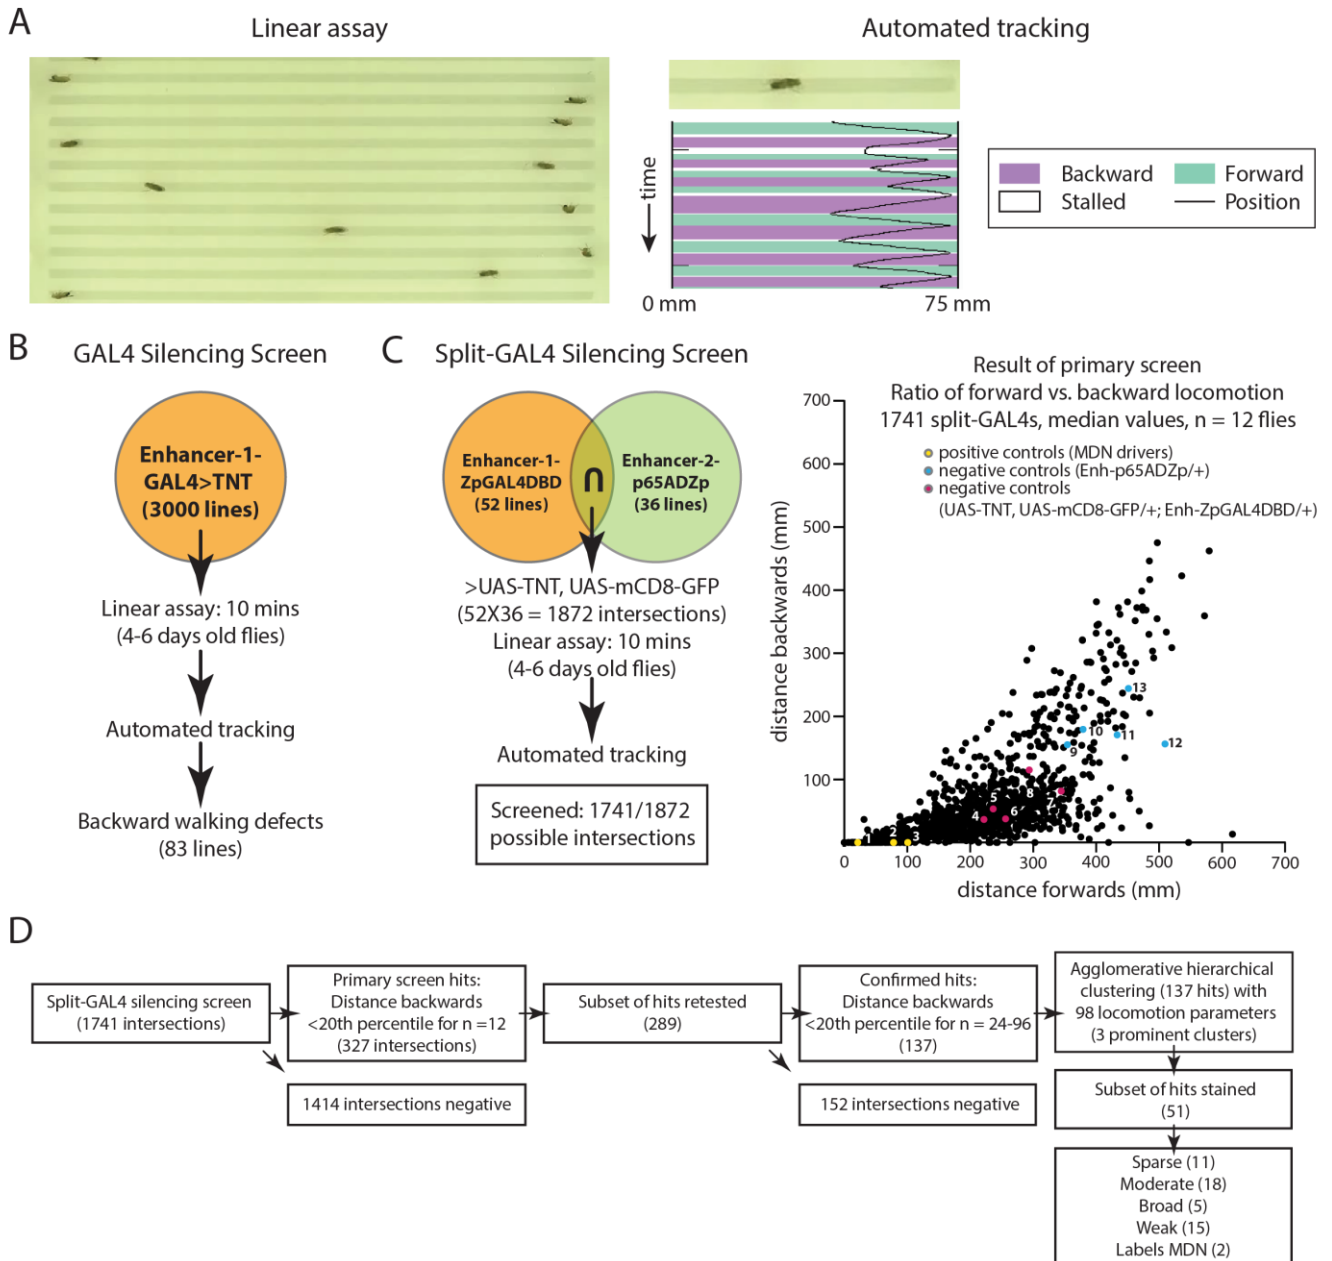 A
Linear assay
Automated tracking
time
0 mm
75 mm
Backward
Forward
Stalled
Position
B
GAL4 Silencing Screen
Enhancer-1-
GAL4>TNT
(3000 lines)
Linear assay: 10 mins
(4-6 days old flies)
Automated tracking
Backward walking defects
(83 lines)
C
Split-GAL4 Silencing Screen
Enhancer-1-
ZpGAL4DBD
(52 lines)
∩
Enhancer-2-
p65ADZp
(36 lines)
>UAS-TNT, UAS-mCD8-GFP
(52X36 = 1872 intersections)
Linear assay: 10 mins
(4-6 days old flies)
Automated tracking
Screened: 1741/1872
possible intersections
Result of primary screen
Ratio of forward vs. backward locomotion
1741 split-GAL4s, median values, n = 12 flies
positive controls (MDN drivers)
negative controls (Enh-p65ADZp/+)
negative controls
(UAS-TNT, UAS-mCD8-GFP/+; Enh-ZpGAL4DBD/+)
distance backwards (mm)
700
600
500
400
300
200
100
0
0 100 200 300 400 500 600 700
distance forwards (mm)
1
2
3
4
5
6
7
8
9
10
11
12
13
D
Split-GAL4 silencing screen
(1741 intersections)
Primary screen hits:
Distance backwards
<20th percentile for n =12
(327 intersections)
1414 intersections negative
Subset of hits retested
(289)
Confirmed hits:
Distance backwards
<20th percentile for n = 24-96
(137)
152 intersections negative
Agglomerative hierarchical
clustering (137 hits) with
98 locomotion parameters
(3 prominent clusters)
Subset of hits stained
(51)
Sparse (11)
Moderate (18)
Broad (5)
Weak (15)
Labels MDN (2)